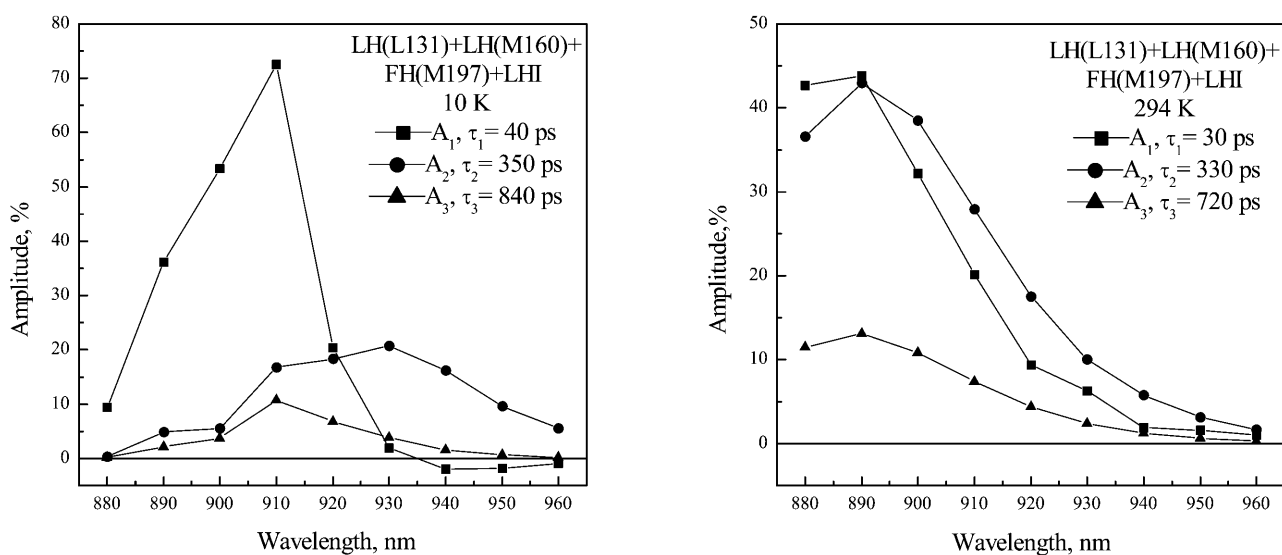 80
70
60
50
40
30
20
10
0
Amplitude, %
LH(L131)+LH(M160)+
FH(M197)+LHI
10 K
A₁, τ₁= 40 ps
A₂, τ₂= 350 ps
A₃, τ₃= 840 ps
880 890 900 910 920 930 940 950 960
Wavelength, nm
50
40
30
20
10
0
Amplitude,%
LH(L131)+LH(M160)+
FH(M197)+LHI
294 K
A₁, τ₁= 30 ps
A₂, τ₂= 330 ps
A₃, τ₃= 720 ps
880 890 900 910 920 930 940 950 960
Wavelength, nm